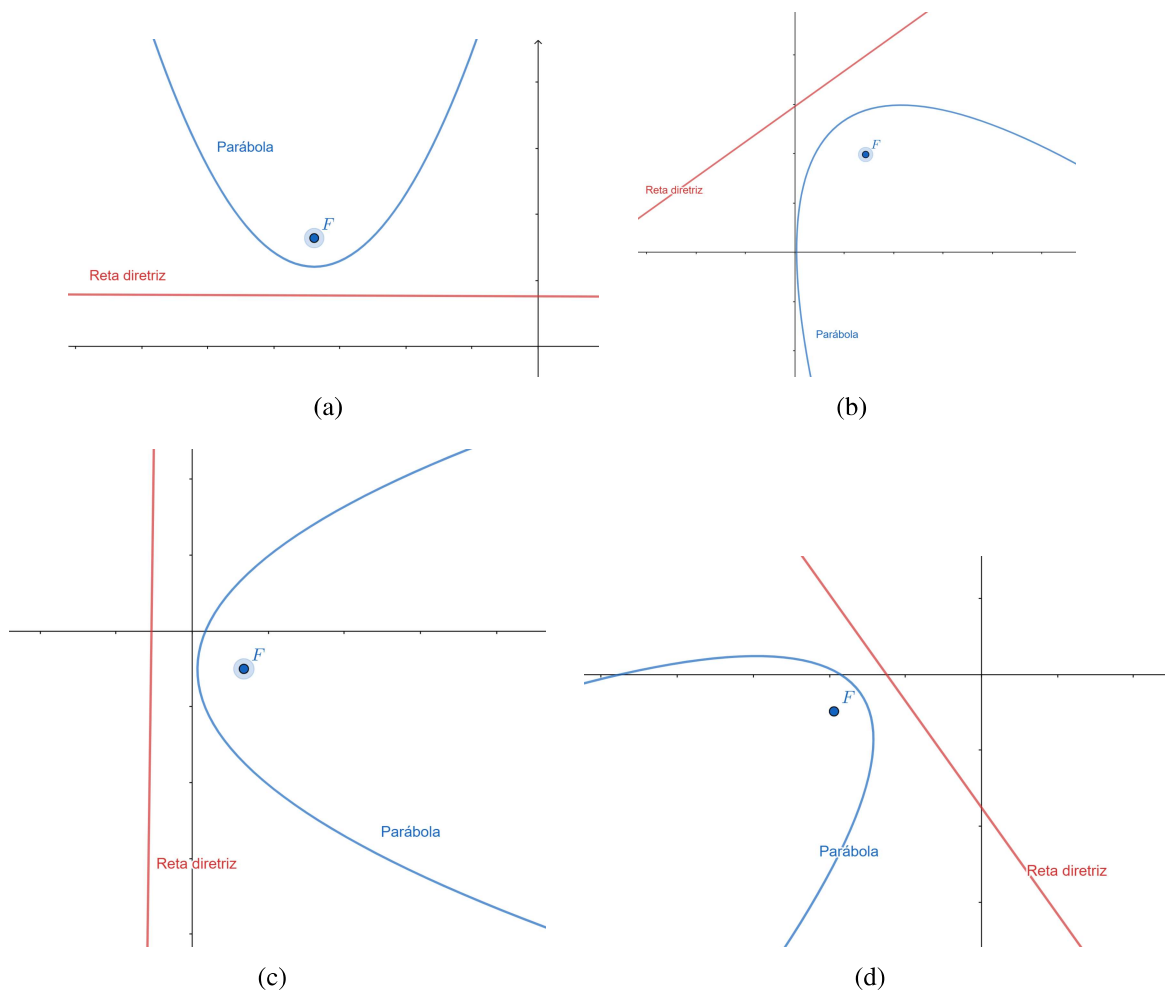 Parábola
F
Reta diretriz
(a)
F
Reta diretriz
Parábola
(b)
F
Parábola
Reta diretriz
(c)
F
Parábola
Reta diretriz
(d)